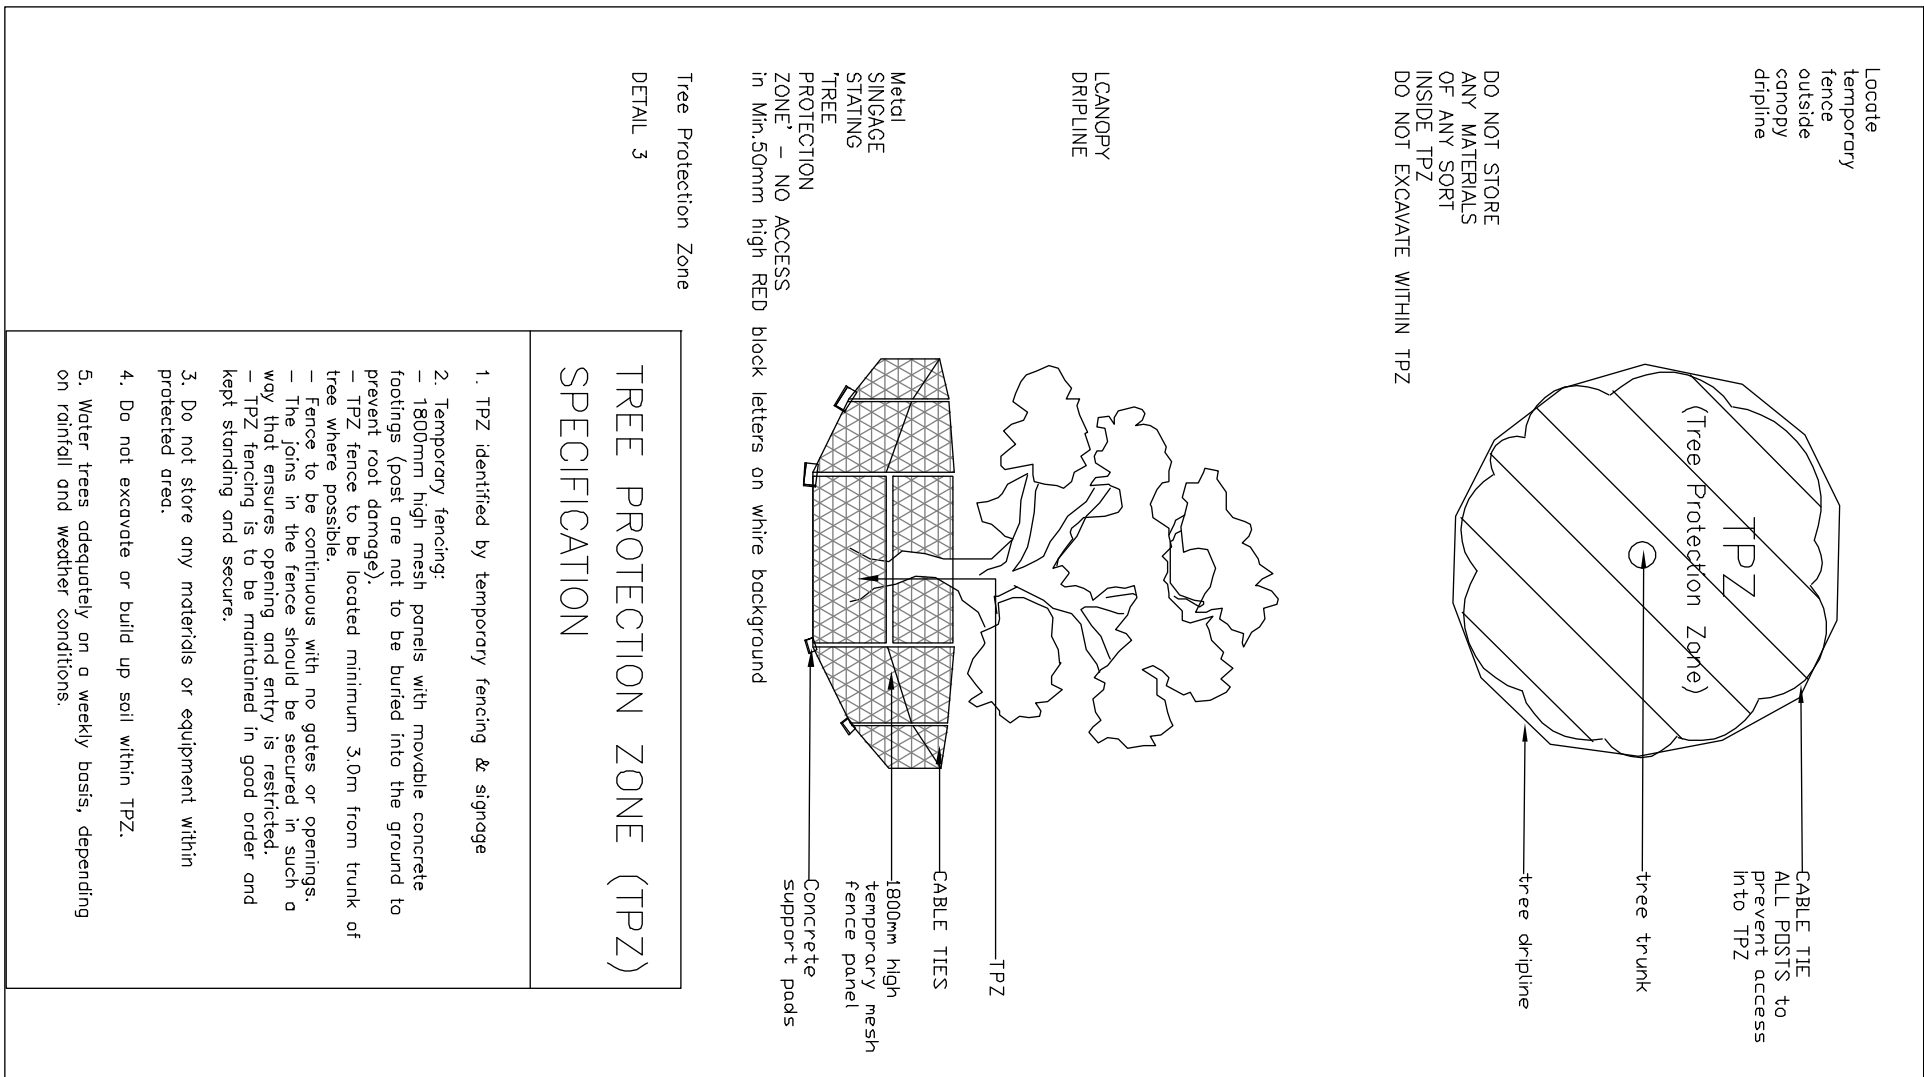 Locate
temporary
fence
outside
canopy
dripline
CABLE TIE
ALL POSTS to
prevent access
into TPZ
TPZ
(Tree Protection Zone)
tree trunk
tree dripline
DO NOT STORE
ANY MATERIALS
OF ANY SORT
INSIDE TPZ
DO NOT EXCAVATE WITHIN TPZ
LCANOPY
DRIPLINE
TPZ
CABLE TIES
1800mm high
temporary mesh
fence panel
Concrete
support pads
Metal
SINGAGE
STATING
'TREE
PROTECTION
ZONE' - NO ACCESS
in Min.50mm high RED block letters on whire background
Tree Protection Zone
DETAIL 3
TREE PROTECTION ZONE (TPZ)
SPECIFICATION
1. TPZ identified by temporary fencing & signage
2. Temporary fencing:
- 1800mm high mesh panels with movable concrete
footings (post are not to be buried into the ground to
prevent root damage).
- TPZ fence to be located minimum 3.0m from trunk of
tree where possible.
- Fence to be continuous with no gates or openings.
- The joins in the fence should be secured in such a
way that ensures opening and entry is restricted.
- TPZ fencing is to be maintained in good order and
kept standing and secure.
3. Do not store any materials or equipment within
protected area.
4. Do not excavate or build up soil within TPZ.
5. Water trees adequately on a weekly basis, depending
on rainfall and weather conditions.